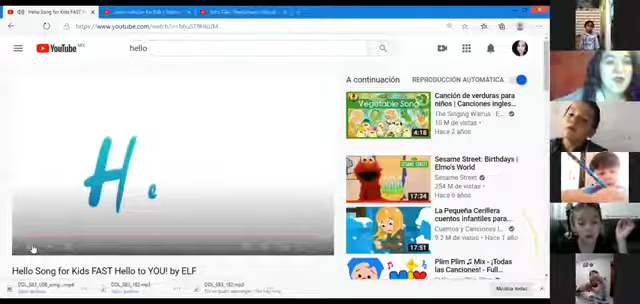 Hello Song for Kids FAST H
https://www.youtube.com/watch?v=
YouTube MX
hello
He
A continuación
REPRODUCCIÓN AUTOMÁTICA
Vegetable Song
4:18
Canción de verduras para
niños | Canciones ingles...
The Singing Walrus - E...
10 M de vistas •
Hace 2 años
SESAME STREET
17:34
Sesame Street: Birthdays |
Elmo's World
Sesame Street
254 M de vistas •
Hace 6 años
17:51
La Pequeña Cerillera
cuentos infantiles para...
Cuentos y Canciones I...
9.2 M de vistas • Hace 1 año
Plim Plim ♫ Mix - ¡Todas
las Canciones! - Full...
Hello Song for Kids FAST Hello to YOU! by ELF
Mostrar todo